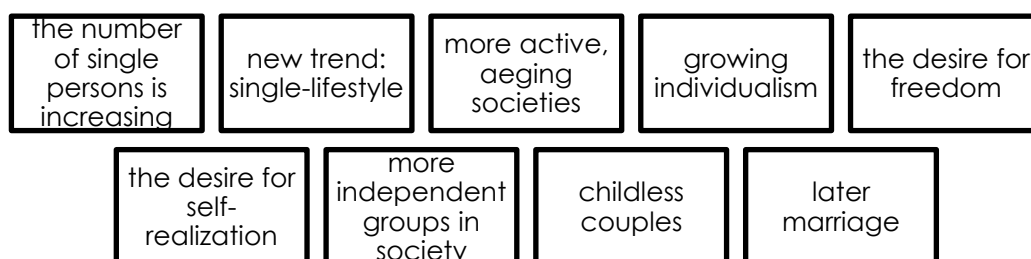 the number
of single
persons is
increasing
new trend:
single-lifestyle
more active,
aeging
societies
growing
individualism
the desire for
freedom
the desire for
self-
realization
more
independent
groups in
society
childless
couples
later
marriage